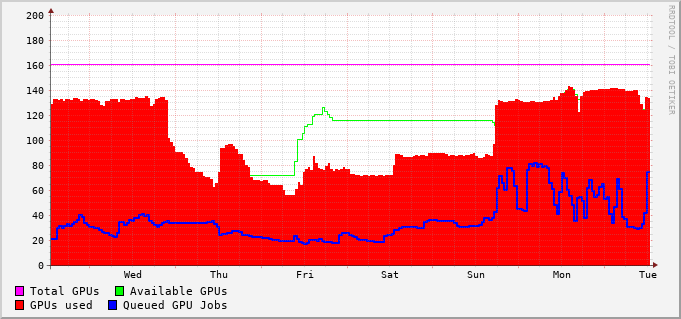 200
180
160
140
120
100
80
60
40
20
0
Wed Thu Fri Sat Sun Mon Tue
Total GPUs Available GPUs
GPUs used Queued GPU Jobs
RRDTOOL / TOBI OETIKER